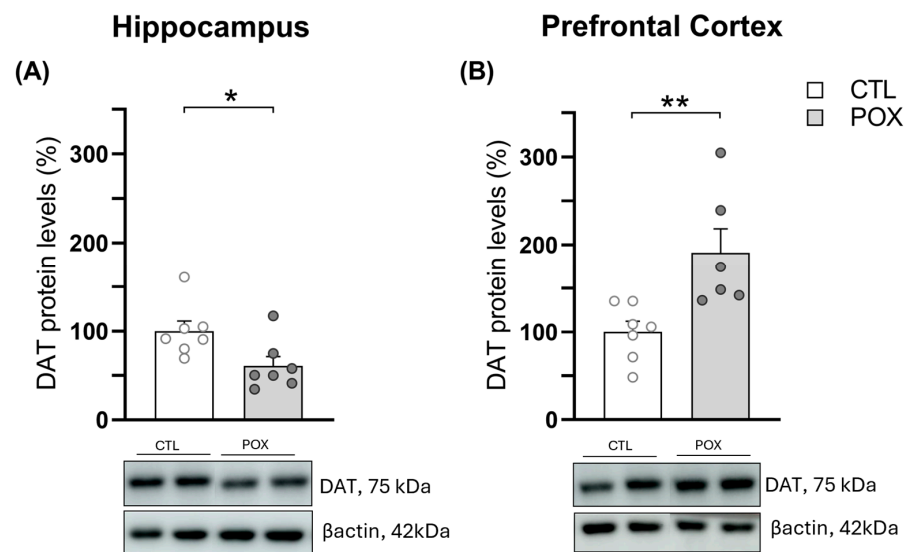 Hippocampus
(A)
*
DAT protein levels (%)
300
200
100
0
CTL POX
DAT, 75 kDa
βactin, 42kDa
Prefrontal Cortex
(B)
**
DAT protein levels (%)
300
200
100
0
CTL POX
DAT, 75 kDa
βactin, 42kDa
CTL
POX